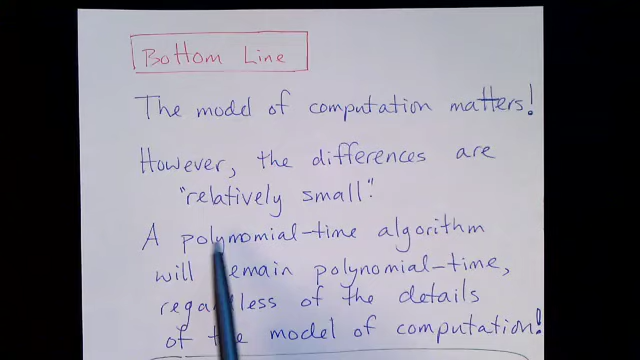 Bottom Line
The model of computation matters!
However, the differences are
"relatively small".
A polynomial-time algorithm
will remain polynomial-time,
regardless of the details
of the model of computation!